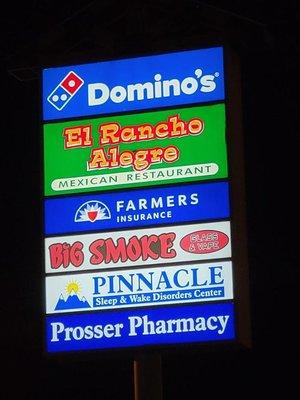 Domino's®
El Rancho
Alegre
MEXICAN RESTAURANT
FARMERS
INSURANCE
BIG SMOKE GLASS
& VAPE
PINNACLE
Sleep & Wake Disorders Center
Prosser Pharmacy